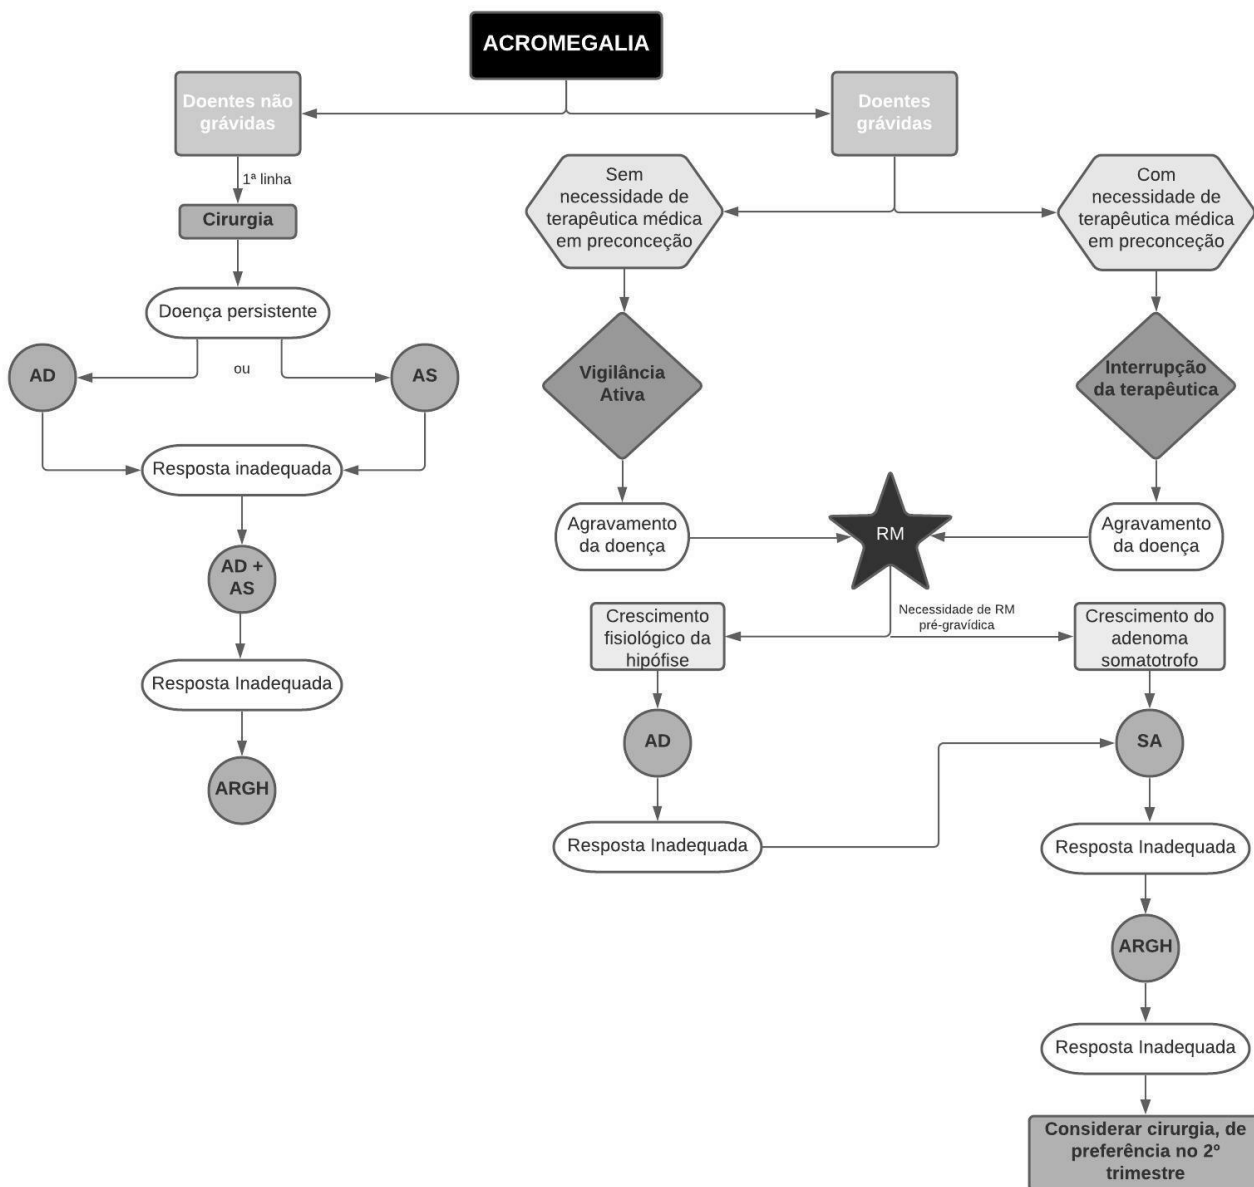 ACROMEGALIA
Doentes não
grávidas
1ª linha
Cirurgia
Doença persistente
AD
ou
AS
Resposta inadequada
AD +
AS
Resposta Inadequada
ARGH
Doentes
grávidas
Sem
necessidade de
terapêutica médica
em preconceção
Com
necessidade de
terapêutica médica
em preconceção
Vigilância
Ativa
Interrupção
da terapêutica
Agravamento
da doença
RM
Agravamento
da doença
Necessidade de RM
pré-gravídica
Crescimento
fisiológico da
hipófise
Crescimento do
adenoma
somatotrofo
AD
SA
Resposta Inadequada
Resposta Inadequada
ARGH
Resposta Inadequada
Considerar cirurgia, de
preferência no 2º
trimestre